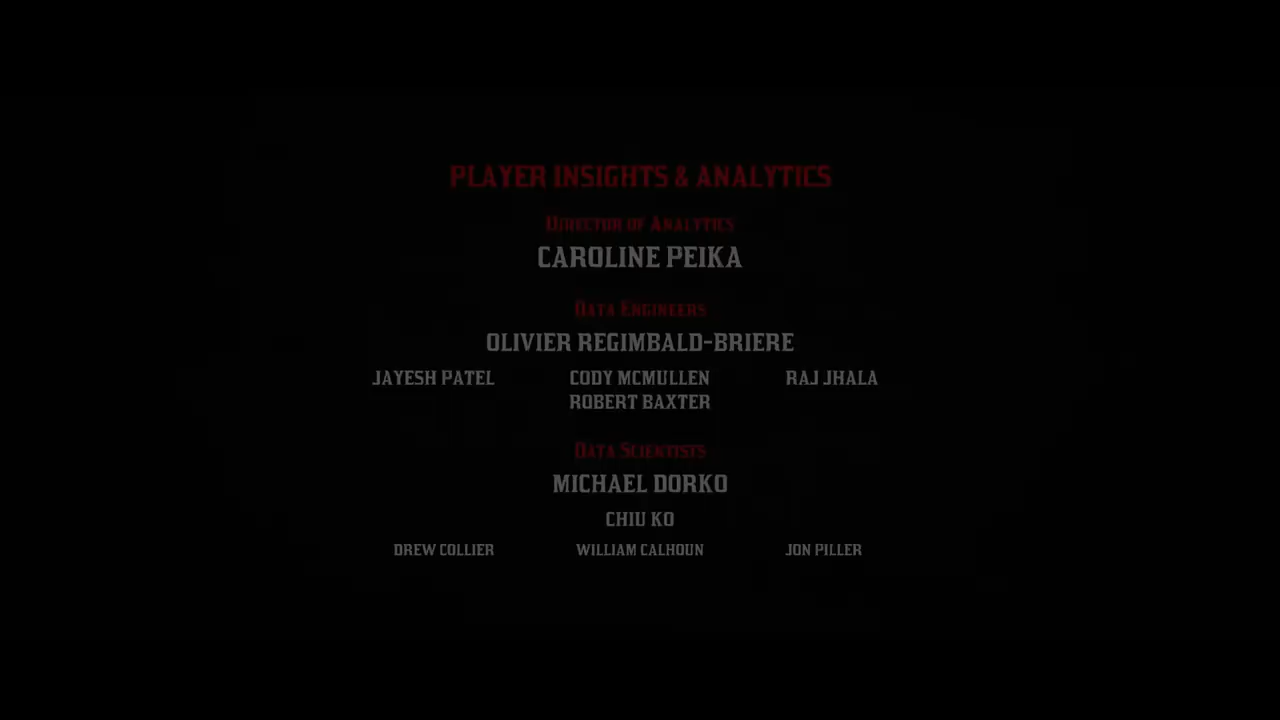 PLAYER INSIGHTS & ANALYTICS
DIRECTOR OF ANALYTICS
CAROLINE PEIKA
DATA ENGINEERS
OLIVIER REGIMBALD-BRIERE
JAYESH PATEL CODY MCMULLEN RAJ JHALA
ROBERT BAXTER
DATA SCIENTISTS
MICHAEL DORKO
CHIU KO
DREW COLLIER WILLIAM CALHOUN JON PILLER